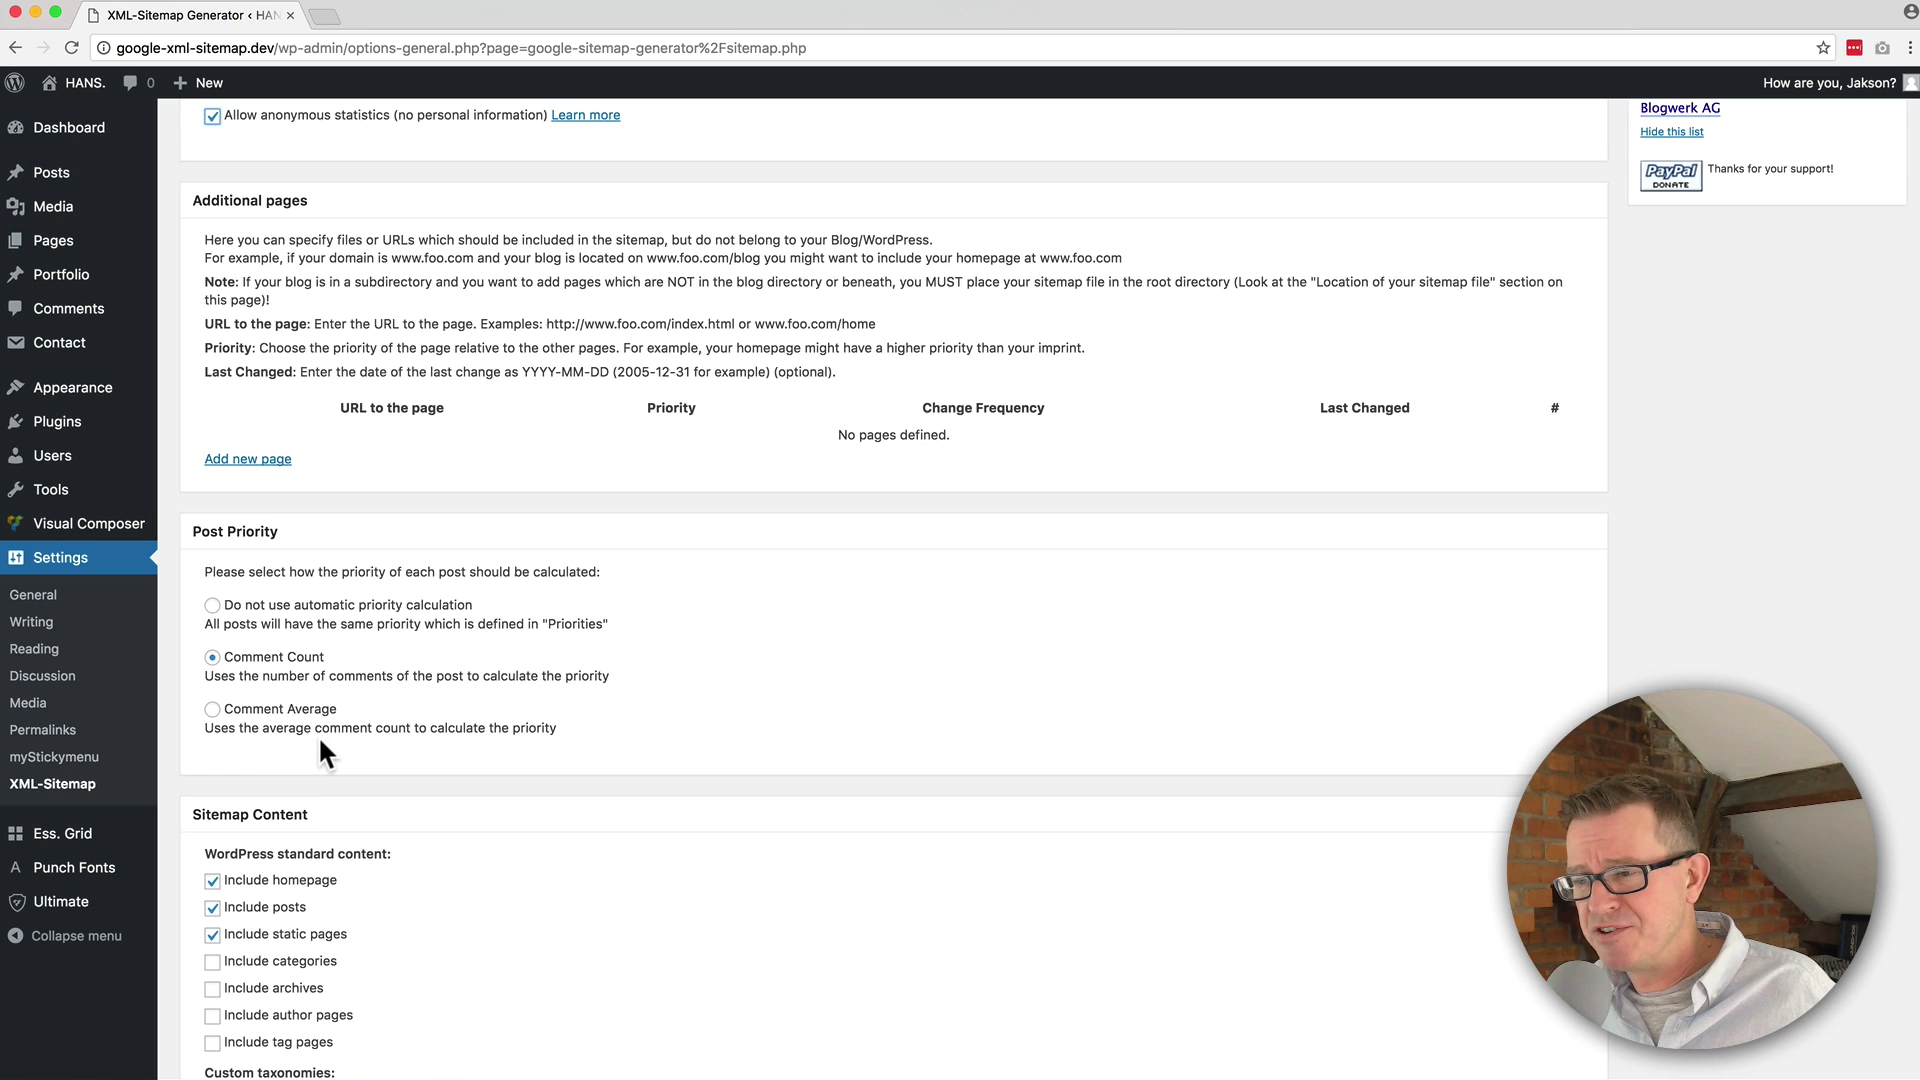 XML-Sitemap Generator ‹ HAN
google-xml-sitemap.dev/wp-admin/options-general.php?page=google-sitemap-generator%2Fsitemap.php
HANS. 0 New How are you, Jakson?
Dashboard
Posts
Media
Pages
Portfolio
Comments
Contact
Appearance
Plugins
Users
Tools
Visual Composer
Settings
General
Writing
Reading
Discussion
Media
Permalinks
myStickymenu
XML-Sitemap
Ess. Grid
Punch Fonts
Ultimate
Collapse menu
Allow anonymous statistics (no personal information) Learn more
Additional pages
Here you can specify files or URLs which should be included in the sitemap, but do not belong to your Blog/WordPress.
For example, if your domain is www.foo.com and your blog is located on www.foo.com/blog you might want to include your homepage at www.foo.com
Note: If your blog is in a subdirectory and you want to add pages which are NOT in the blog directory or beneath, you MUST place your sitemap file in the root directory (Look at the "Location of your sitemap file" section on
this page)!
URL to the page: Enter the URL to the page. Examples: http://www.foo.com/index.html or www.foo.com/home
Priority: Choose the priority of the page relative to the other pages. For example, your homepage might have a higher priority than your imprint.
Last Changed: Enter the date of the last change as YYYY-MM-DD (2005-12-31 for example) (optional).
URL to the page Priority Change Frequency Last Changed #
No pages defined.
Add new page
Post Priority
Please select how the priority of each post should be calculated:
Do not use automatic priority calculation
All posts will have the same priority which is defined in "Priorities"
Comment Count
Uses the number of comments of the post to calculate the priority
Comment Average
Uses the average comment count to calculate the priority
Sitemap Content
WordPress standard content:
Include homepage
Include posts
Include static pages
Include categories
Include archives
Include author pages
Include tag pages
Custom taxonomies:
Blogwerk AG
Hide this list
PayPal
DONATE
Thanks for your support!